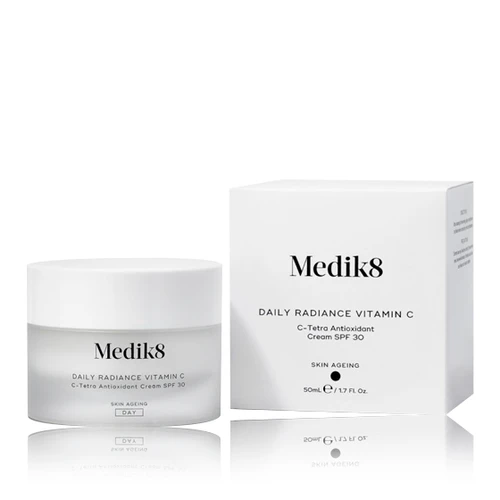 Medik8
DAILY RADIANCE VITAMIN C
C-Tetra Antioxidant Cream SPF 30
SKIN AGEING
DAY
Medik8
DAILY RADIANCE VITAMIN C
C-Tetra Antioxidant
Cream SPF 30
SKIN AGEING
50mL ℮ / 1.7 Fl. Oz.